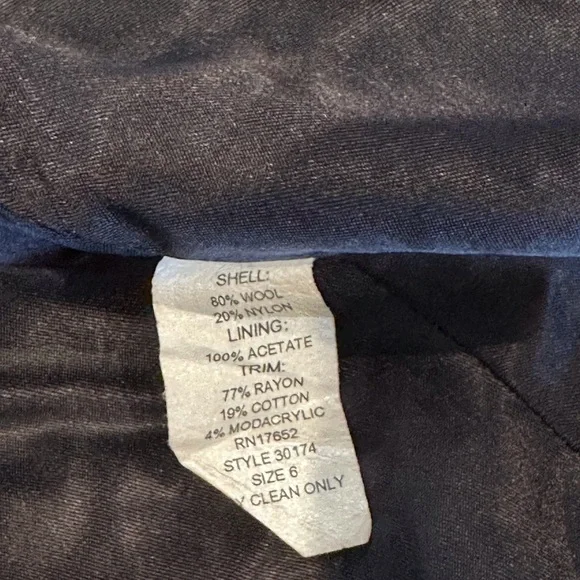 SHELL:
80% WOOL
20% NYLON
LINING:
100% ACETATE
TRIM:
77% RAYON
19% COTTON
4% MODACRYLIC
RN17652
STYLE 30174
SIZE 6
Y CLEAN ONLY